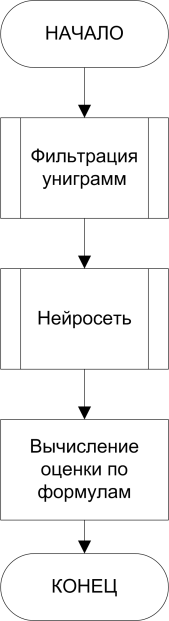 НАЧАЛО
Фильтрация
униграмм
Нейросеть
Вычисление
оценки по
формулам
КОНЕЦ